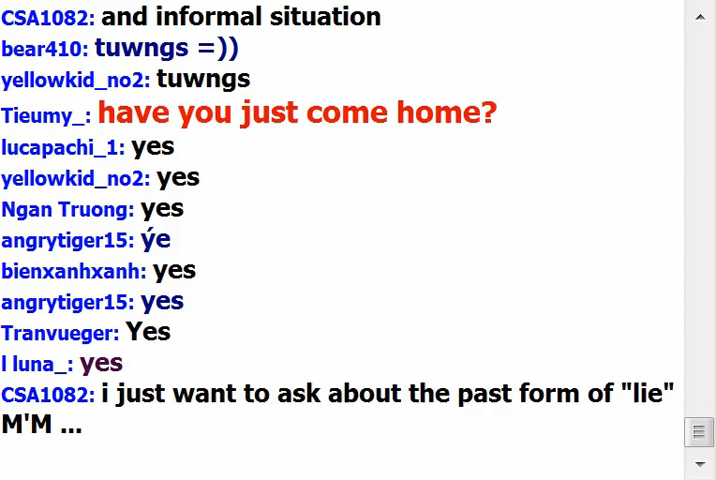 CSA1082: and informal situation
bear410: tuwngs =))
yellowkid_no2: tuwngs
Tieumy_: have you just come home?
lucapachi_1: yes
yellowkid_no2: yes
Ngan Truong: yes
angrytiger15: ýe
bienxanhxanh: yes
angrytiger15: yes
Tranvueger: Yes
l luna_: yes
CSA1082: i just want to ask about the past form of "lie"
M'M ...